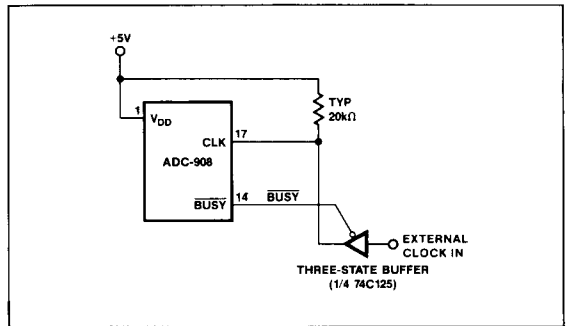 +5V
TYP
20kΩ
1
VDD
CLK
17
ADC-908
BUSY
14
BUSY
EXTERNAL
CLOCK IN
THREE-STATE BUFFER
(1/4 74C125)